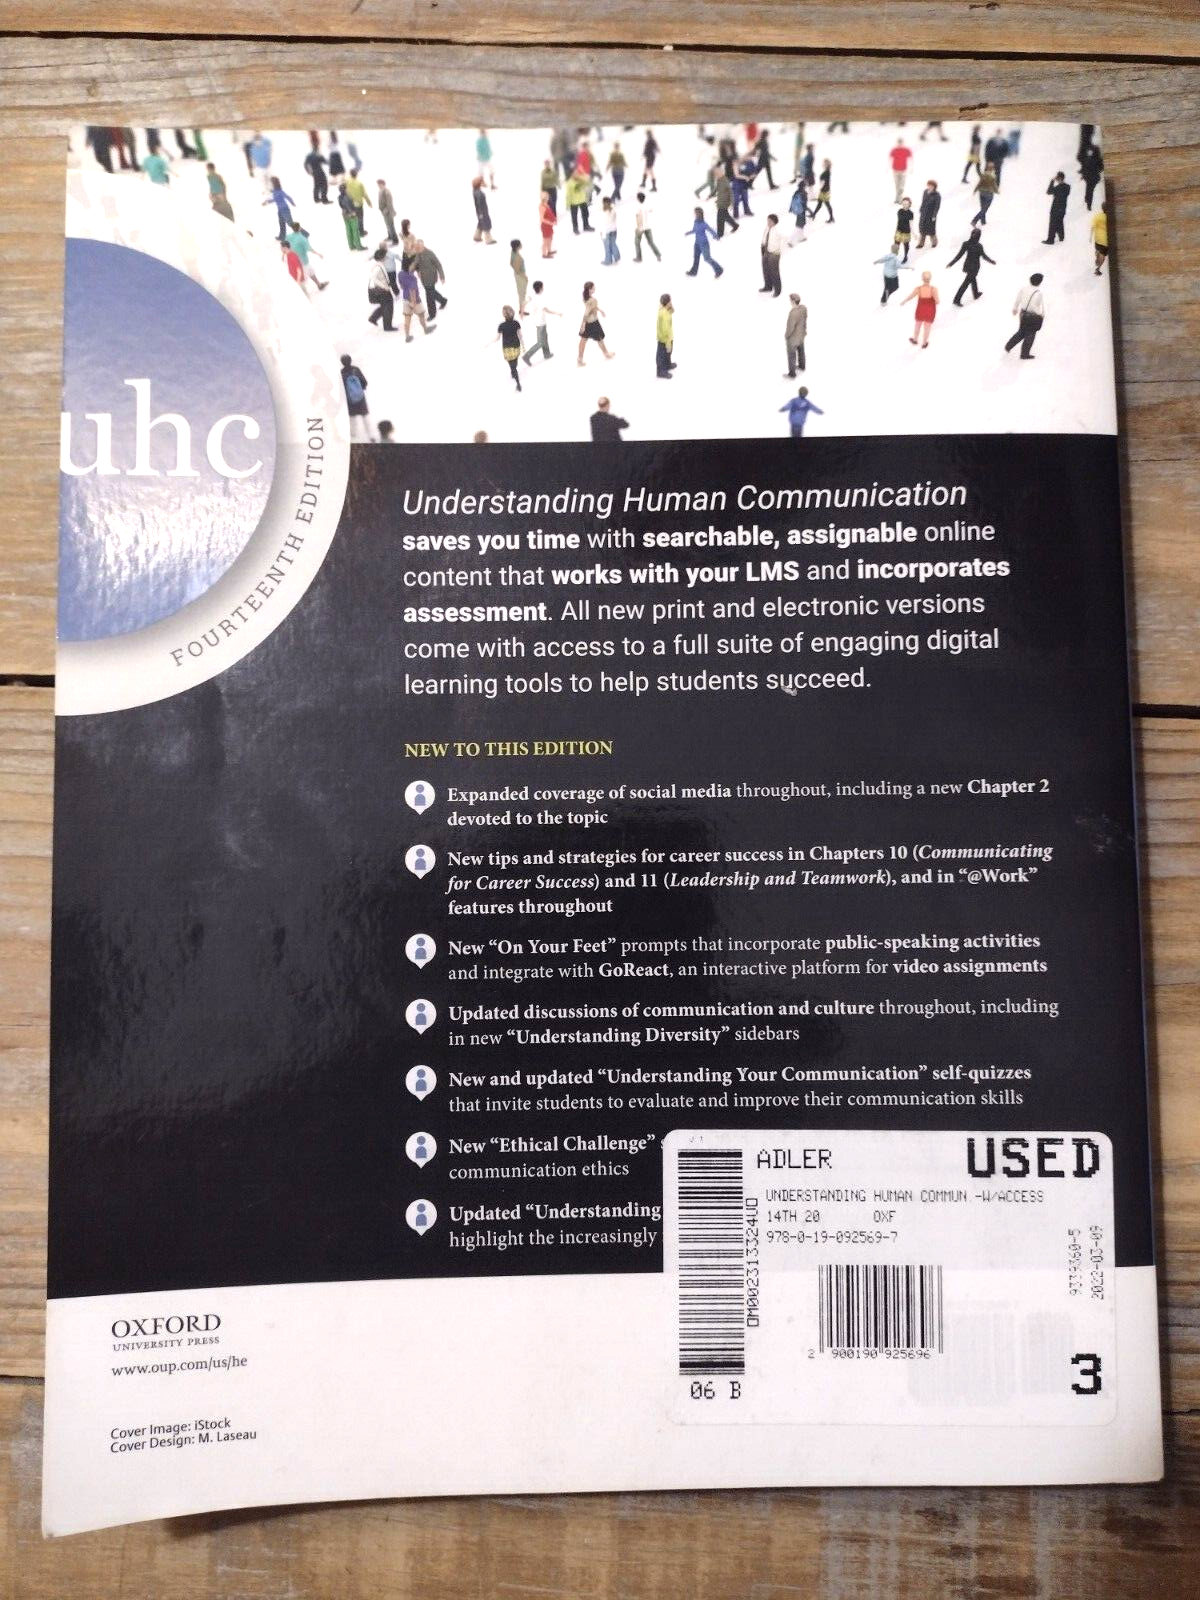 uhc
FOURTEENTH EDITION
Understanding Human Communication
saves you time with searchable, assignable online
content that works with your LMS and incorporates
assessment. All new print and electronic versions
come with access to a full suite of engaging digital
learning tools to help students succeed.
NEW TO THIS EDITION
Expanded coverage of social media throughout, including a new Chapter 2
devoted to the topic
New tips and strategies for career success in Chapters 10 (Communicating
for Career Success) and 11 (Leadership and Teamwork), and in “@Work”
features throughout
New “On Your Feet” prompts that incorporate public-speaking activities
and integrate with GoReact, an interactive platform for video assignments
Updated discussions of communication and culture throughout, including
in new “Understanding Diversity” sidebars
New and updated “Understanding Your Communication” self-quizzes
that invite students to evaluate and improve their communication skills
New “Ethical Challenge”
communication ethics
Updated “Understanding
highlight the increasingly
ADLER USED
UNDERSTANDING HUMAN COMMUN -W/ACCESS
14TH 20 OXF
978-0-19-092569-7
0M002313324U0
9339360-5
2022-03-09
2 900190 925696
06 B
3
OXFORD
UNIVERSITY PRESS
www.oup.com/us/he
Cover Image: iStock
Cover Design: M. Laseau